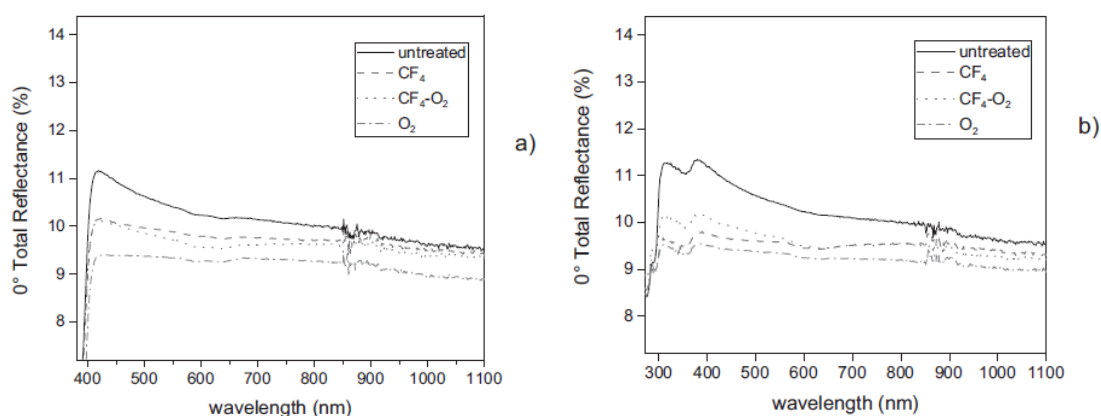 14
13
12
11
10
9
8
0° Total Reflectance (%)
untreated
CF₄
CF₄-O₂
O₂
a)
400 500 600 700 800 900 1000 1100
wavelength (nm)
14
13
12
11
10
9
8
0° Total Reflectance (%)
untreated
CF₄
CF₄-O₂
O₂
b)
300 400 500 600 700 800 900 1000 1100
wavelength (nm)